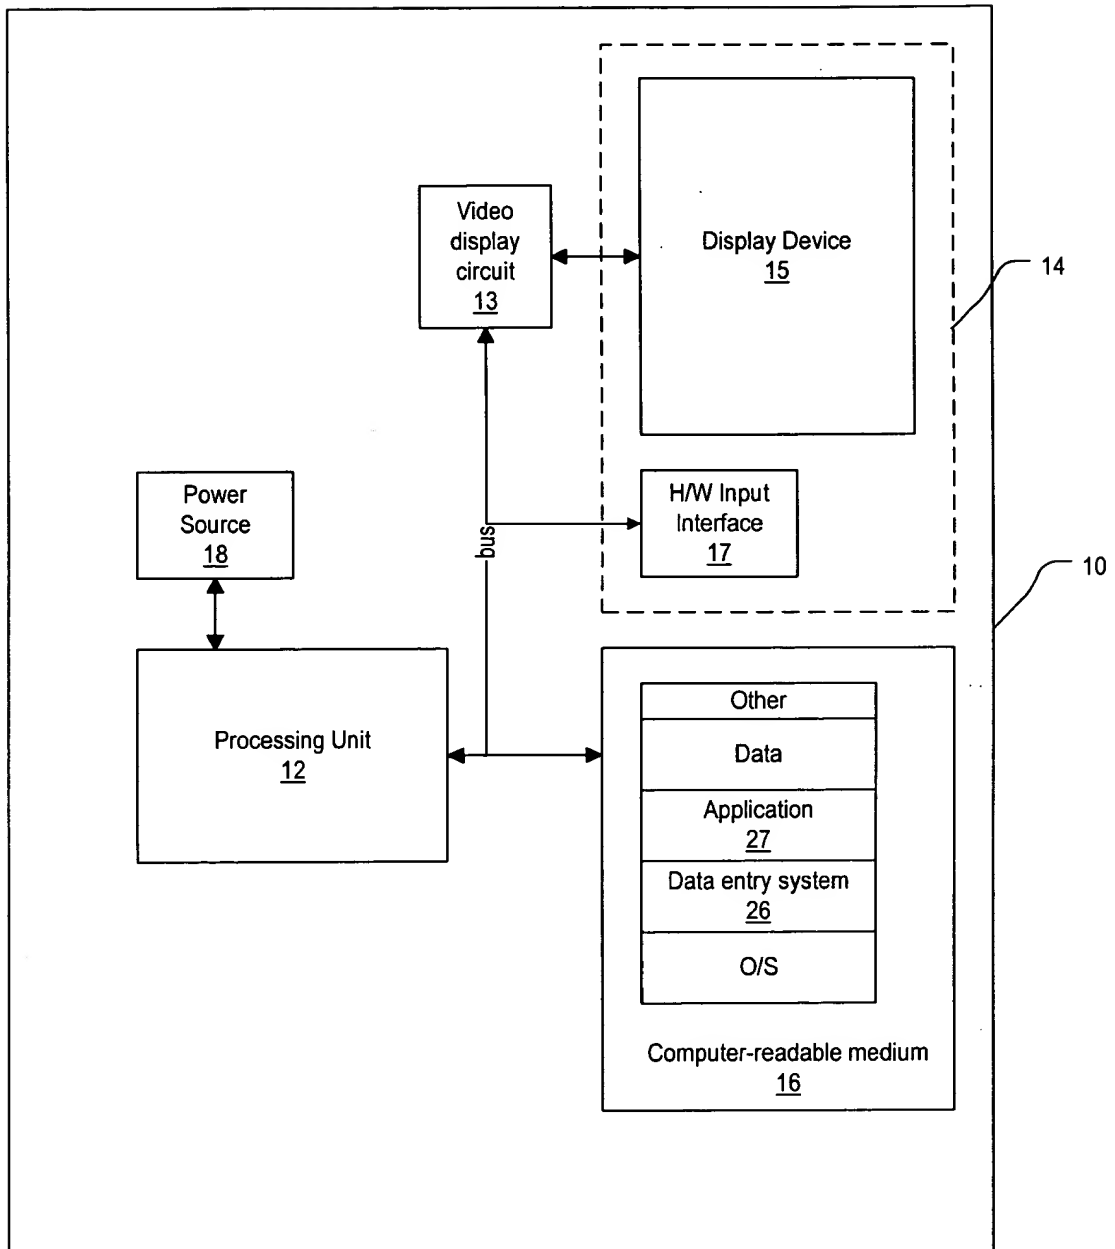 Video
display
circuit
13
Display Device
15
14
Power
Source
18
H/W Input
Interface
17
bus
10
Processing Unit
12
Other
Data
Application
27
Data entry system
26
O/S
Computer-readable medium
16